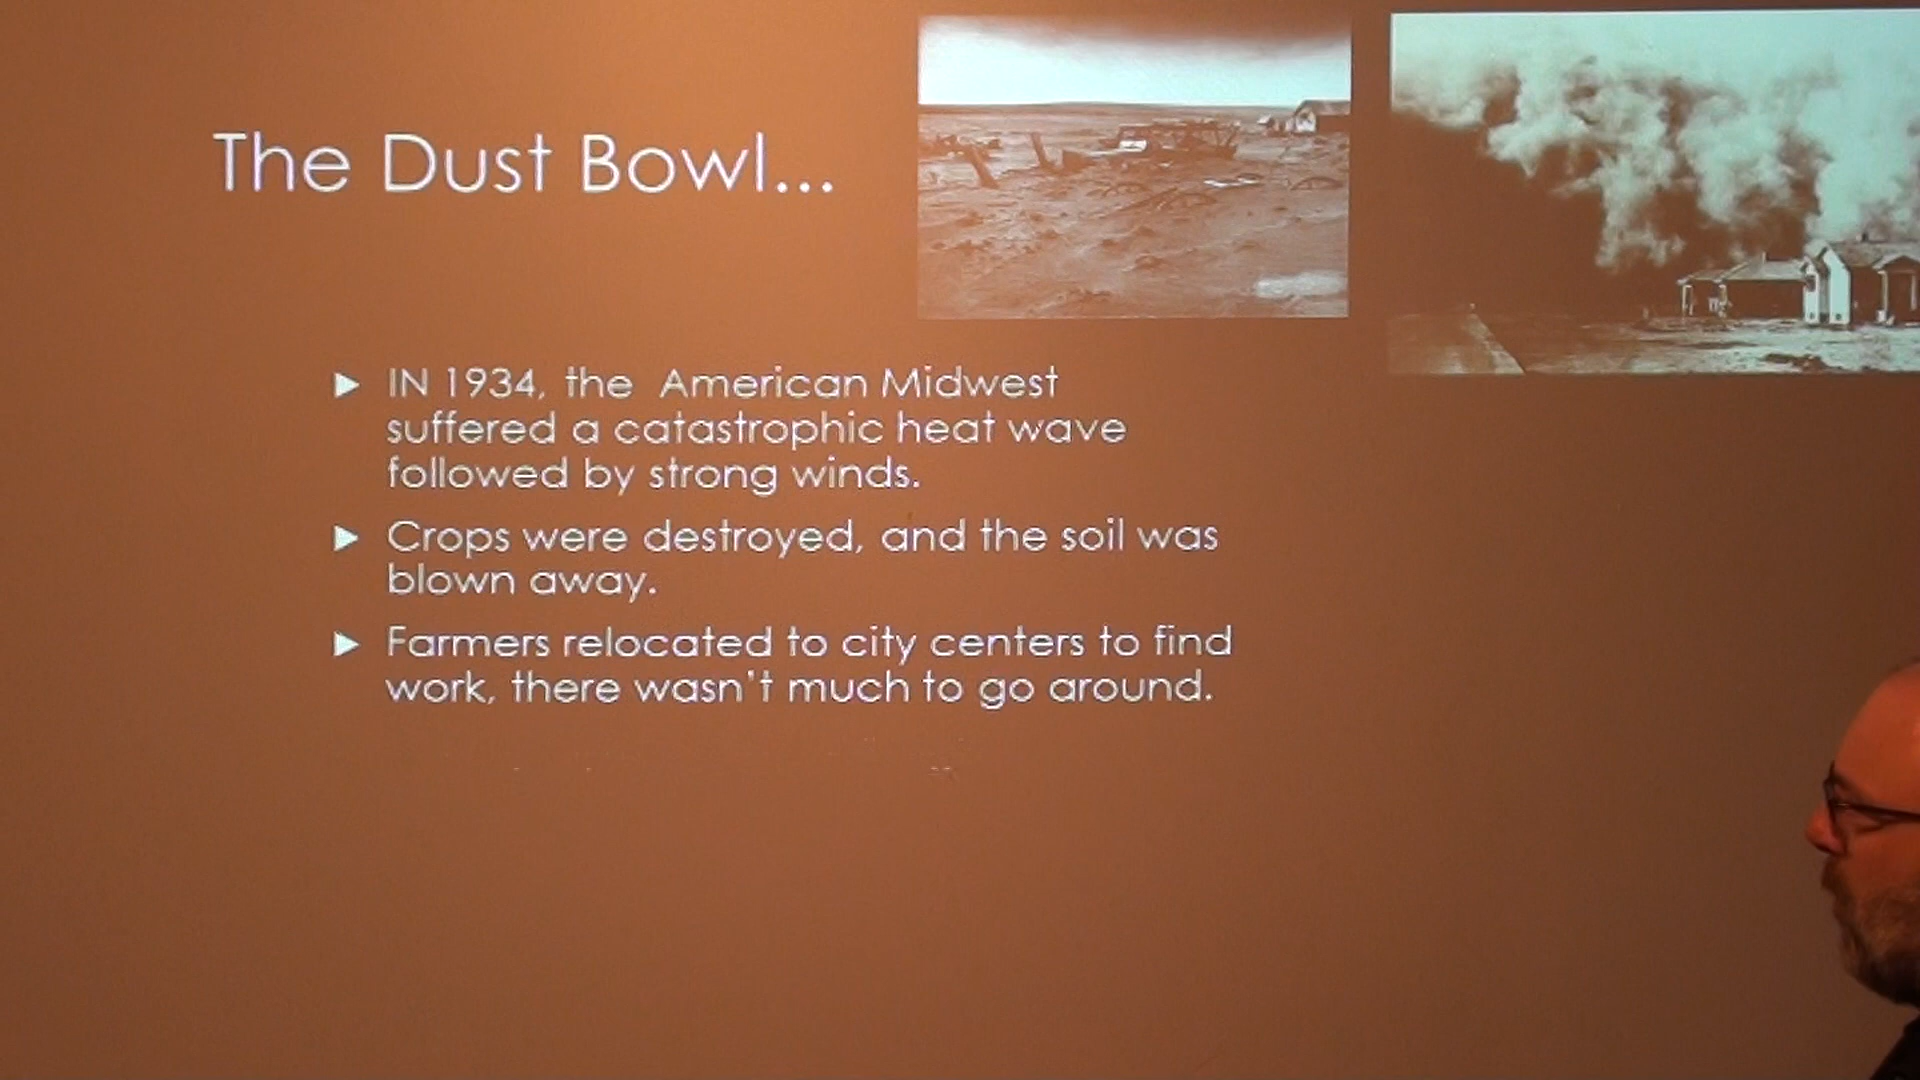 The Dust Bowl...
IN 1934, the American Midwest
suffered a catastrophic heat wave
followed by strong winds.
Crops were destroyed, and the soil was
blown away.
Farmers relocated to city centers to find
work, there wasn't much to go around.